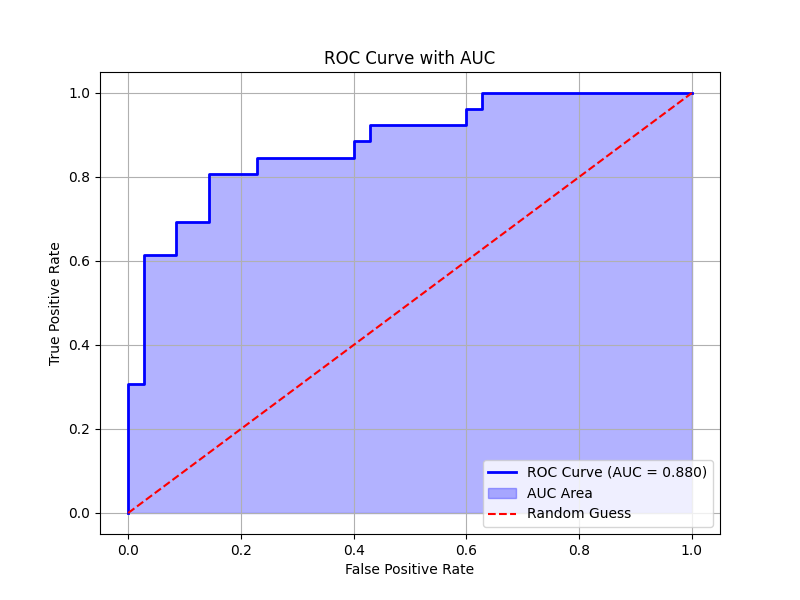 ROC Curve with AUC
True Positive Rate
1.0
0.8
0.6
0.4
0.2
0.0
0.0 0.2 0.4 0.6 0.8 1.0
False Positive Rate
ROC Curve (AUC = 0.880)
AUC Area
Random Guess